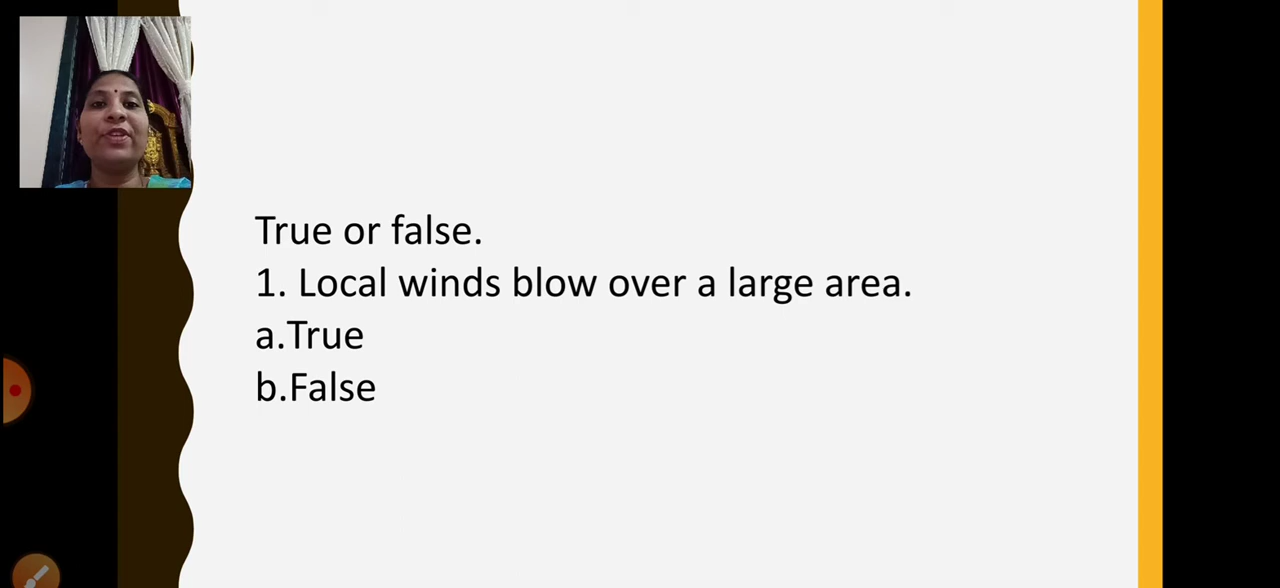 True or false.
1. Local winds blow over a large area.
a.True
b.False